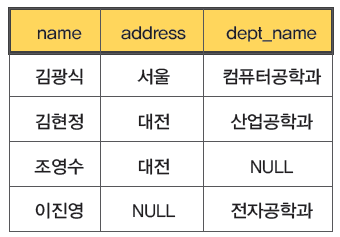 name address dept_name
김광식 서울 컴퓨터공학과
김현정 대전 산업공학과
조영수 대전 NULL
이진영 NULL 전자공학과